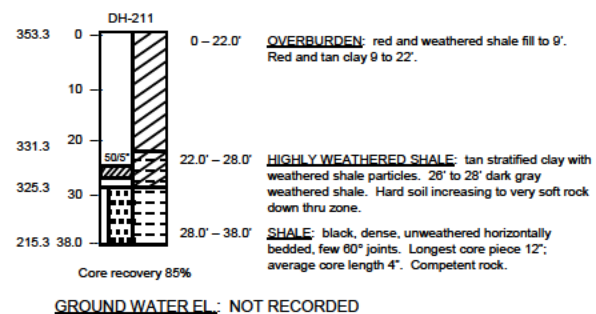 DH-211
353.3 0 0 – 22.0' OVERBURDEN: red and weathered shale fill to 9'.
Red and tan clay 9 to 22'.
10
20
331.3 50/5" 22.0' – 28.0' HIGHLY WEATHERED SHALE: tan stratified clay with
weathered shale particles. 26' to 28' dark gray
325.3 weathered shale. Hard soil increasing to very soft rock
30 down thru zone.
28.0' – 38.0' SHALE: black, dense, unweathered horizontally
215.3 38.0 bedded, few 60° joints. Longest core piece 12";
average core length 4". Competent rock.
Core recovery 85%
GROUND WATER EL.: NOT RECORDED